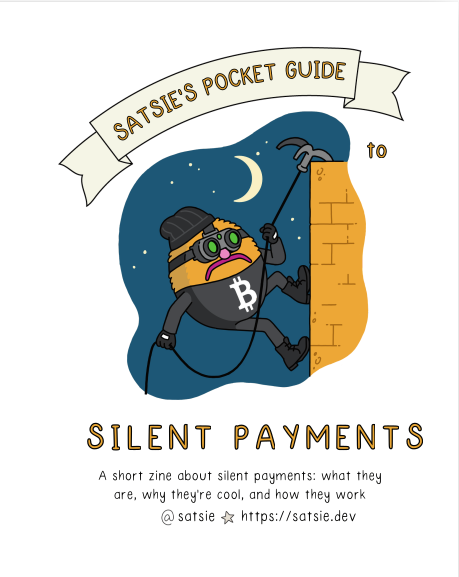 SATSIE'S POCKET GUIDE
to
SILENT PAYMENTS
A short zine about silent payments: what they
are, why they're cool, and how they work
@satsie ☆ https://satsie.dev